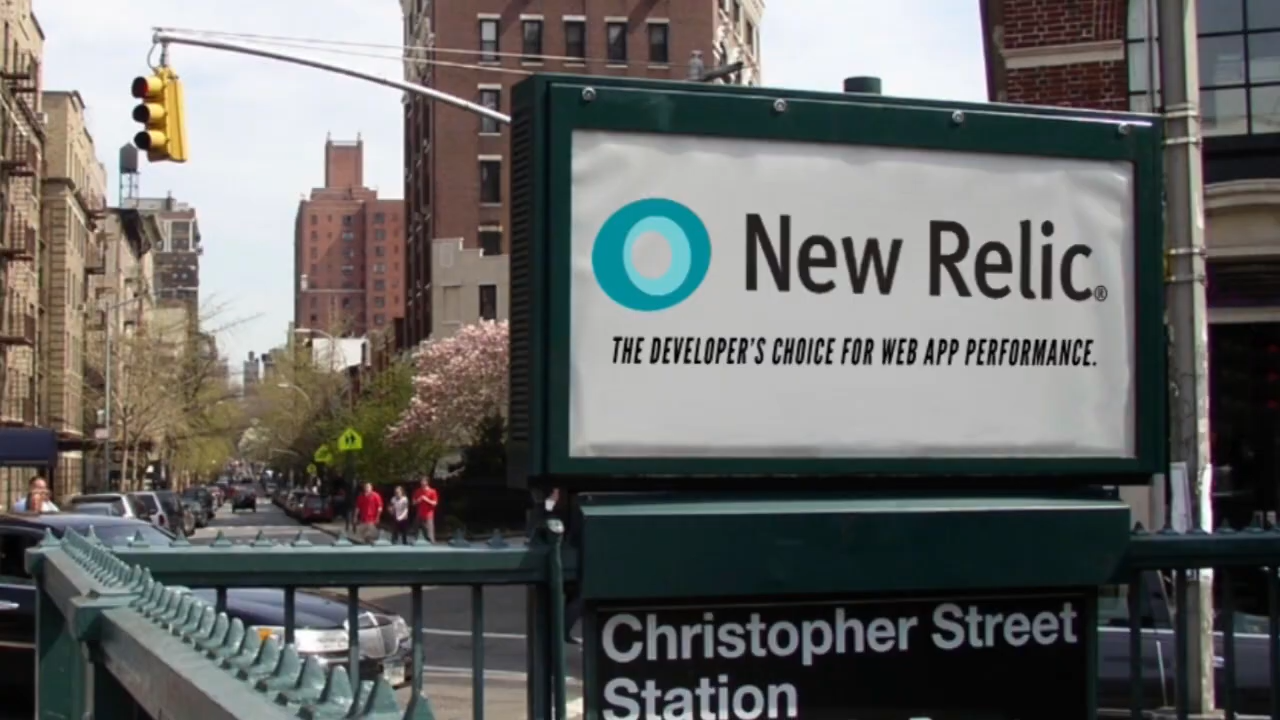 New Relic®
THE DEVELOPER'S CHOICE FOR WEB APP PERFORMANCE.
Christopher Street
Station